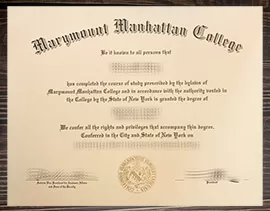 Marymount Manhattan College
Be it known to all persons that
has completed the course of study prescribed by the bylaws of
Marymount Manhattan College and in accordance with the authority vested in
the College by the State of New York is granted the degree of
We confer all the rights and privileges that accompany this degree.
Conferred in the City and State of New York on
President